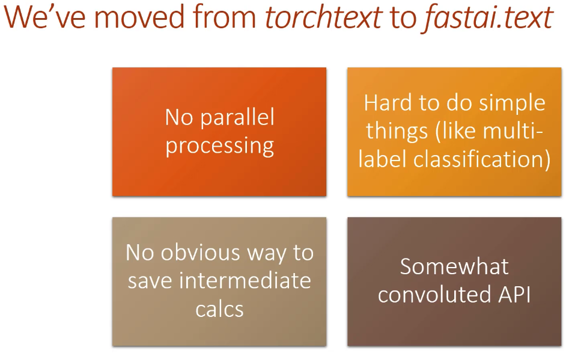 We've moved from torchtext to fastai.text
No parallel
processing
Hard to do simple
things (like multi-
label classification)
No obvious way to
save intermediate
calcs
Somewhat
convoluted API